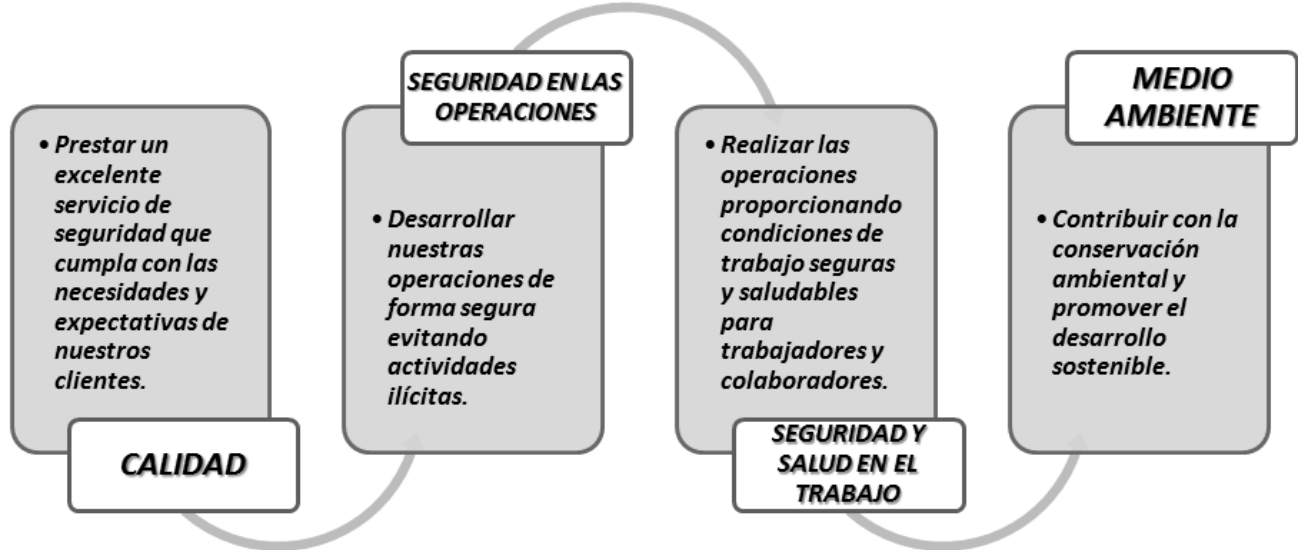 • Prestar un
excelente
servicio de
seguridad que
cumpla con las
necesidades y
expectativas de
nuestros
clientes.
CALIDAD
SEGURIDAD EN LAS
OPERACIONES
• Desarrollar
nuestras
operaciones de
forma segura
evitando
actividades
ilícitas.
• Realizar las
operaciones
proporcionando
condiciones de
trabajo seguras
y saludables
para
trabajadores y
colaboradores.
SEGURIDAD Y
SALUD EN EL
TRABAJO
MEDIO
AMBIENTE
• Contribuir con la
conservación
ambiental y
promover el
desarrollo
sostenible.